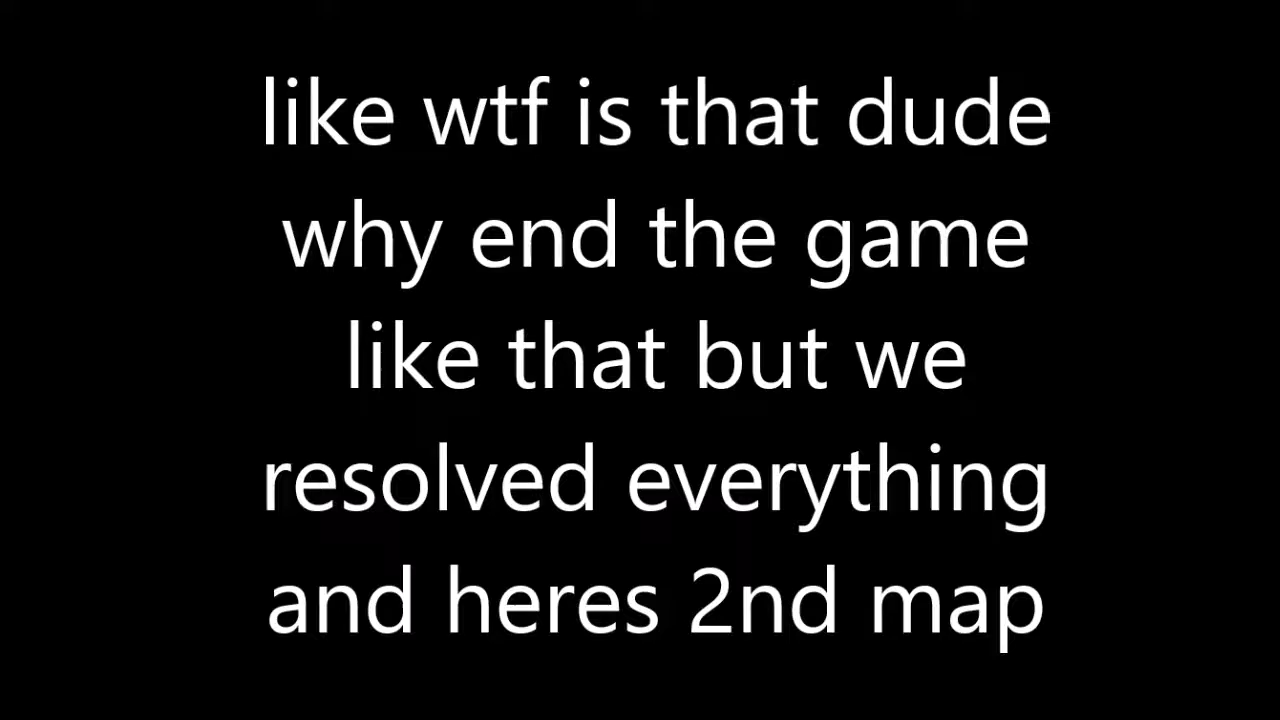 like wtf is that dude
why end the game
like that but we
resolved everything
and heres 2nd map